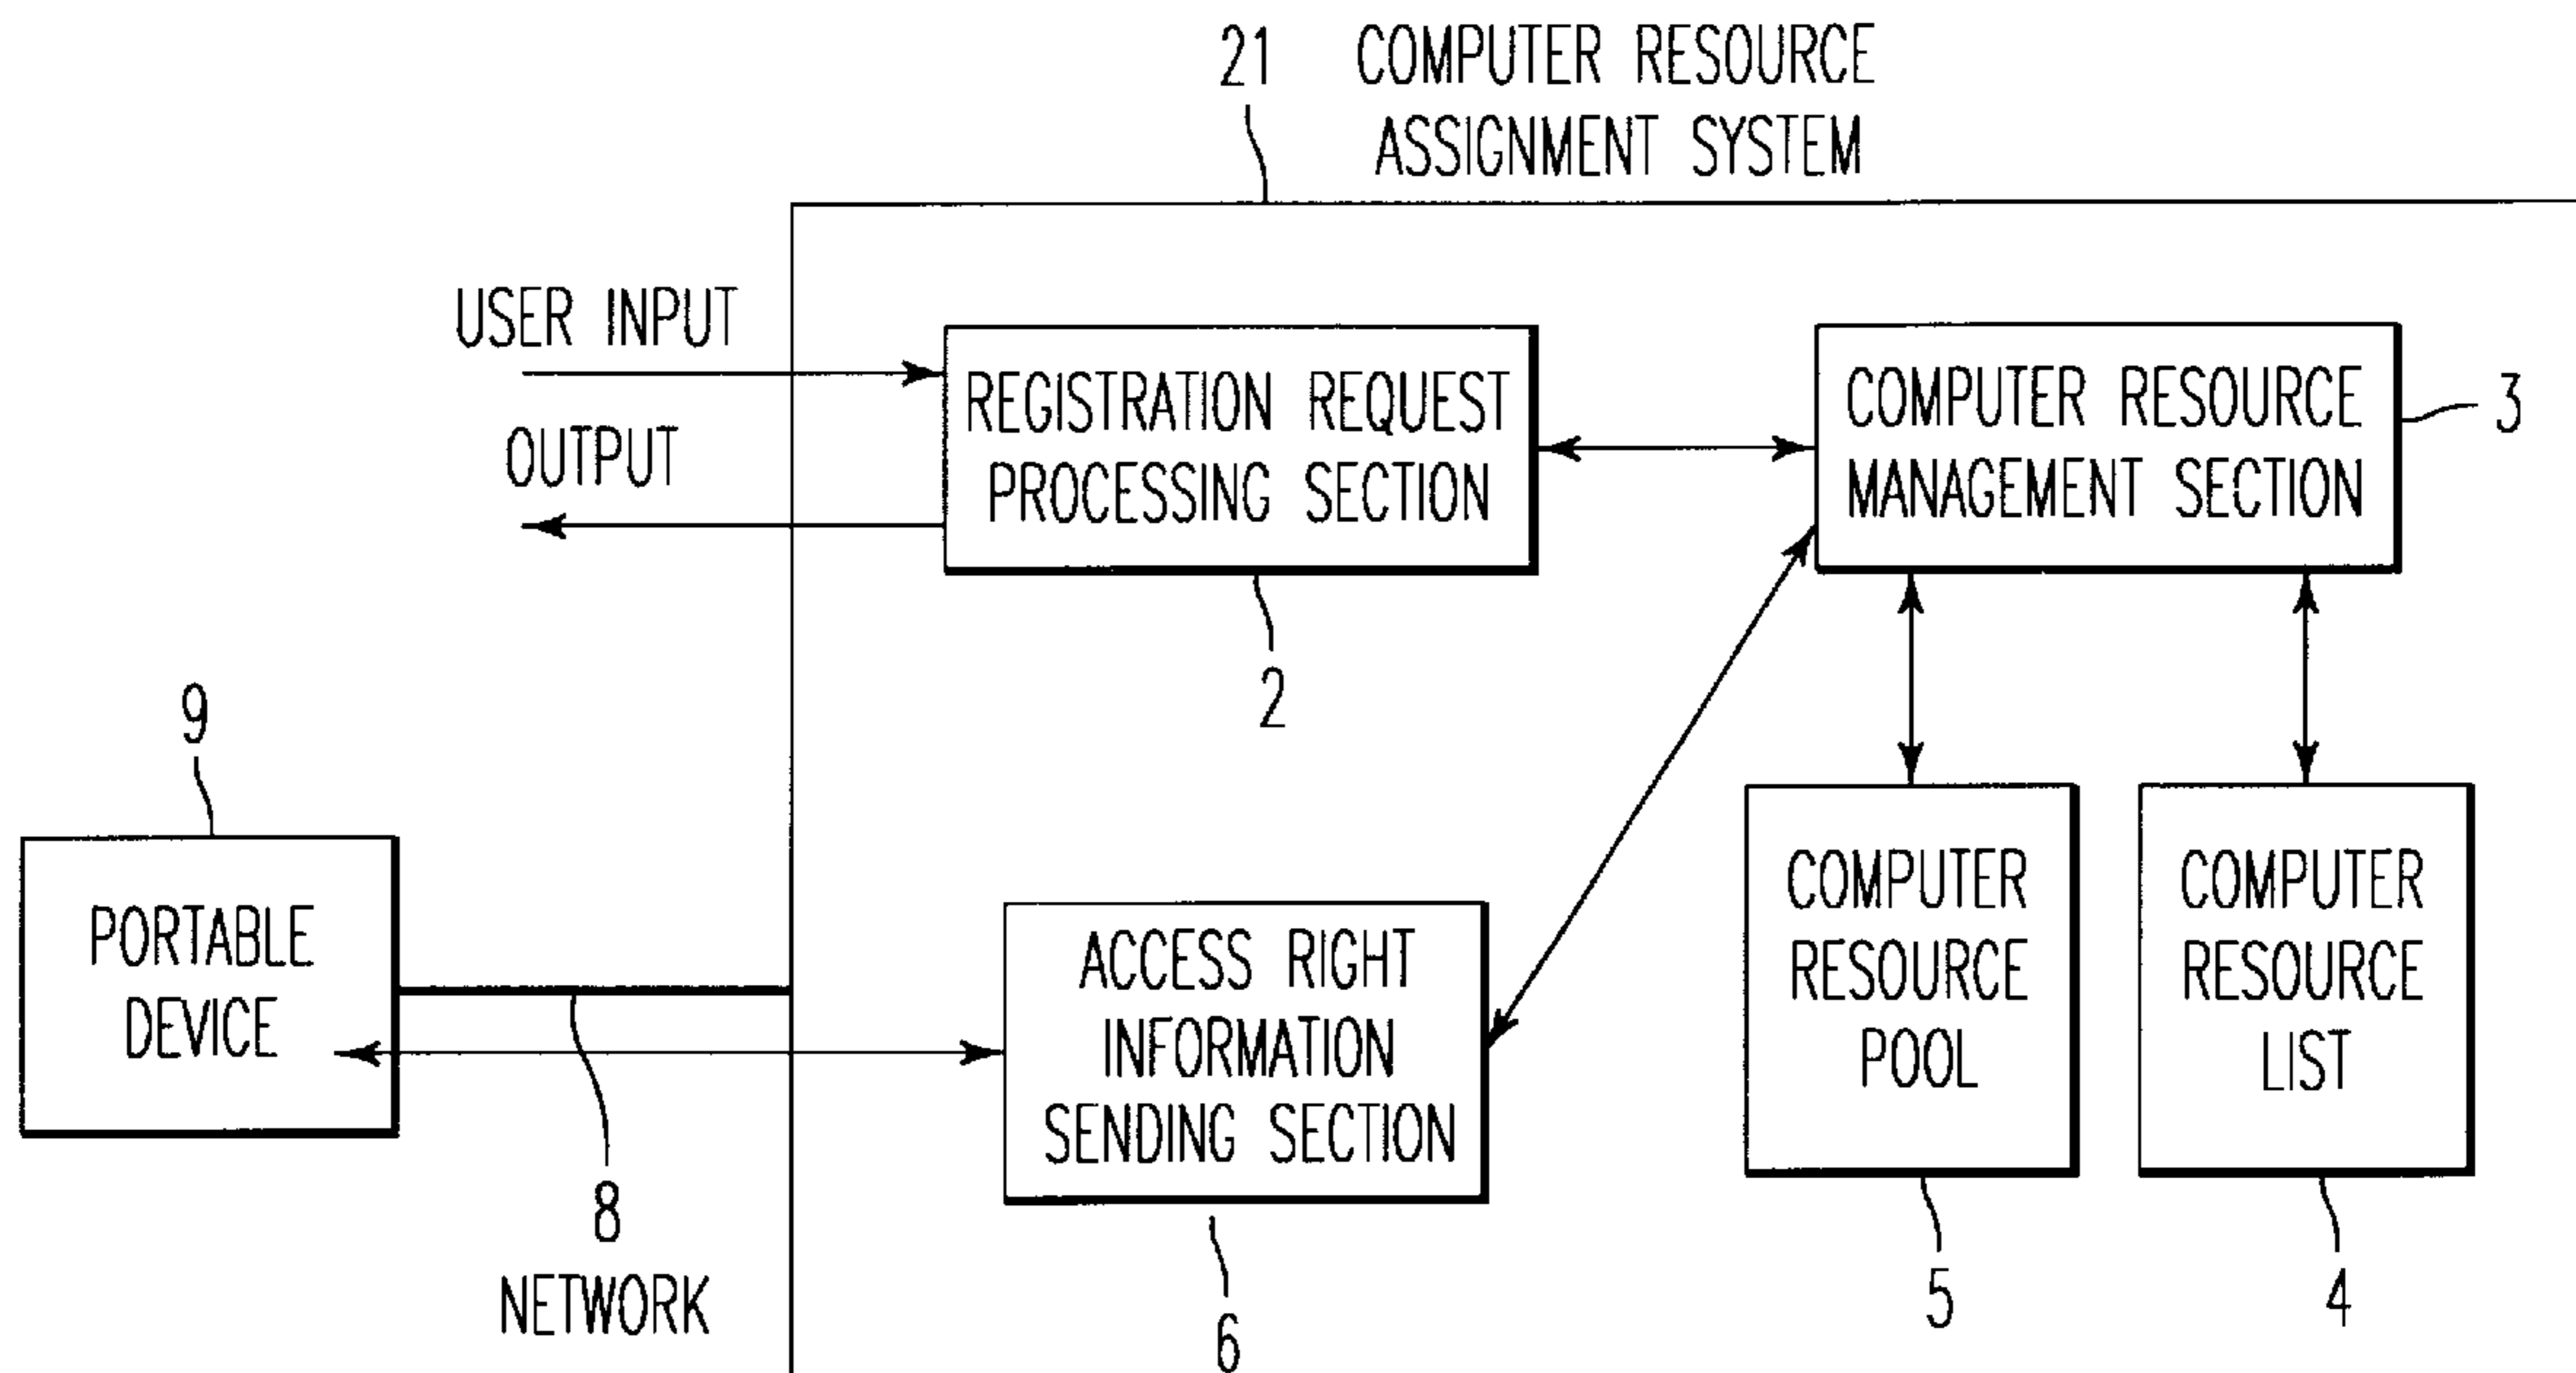 21 COMPUTER RESOURCE
ASSIGNMENT SYSTEM
USER INPUT
OUTPUT
REGISTRATION REQUEST
PROCESSING SECTION
2
COMPUTER RESOURCE
MANAGEMENT SECTION
3
9
PORTABLE
DEVICE
8
NETWORK
ACCESS RIGHT
INFORMATION
SENDING SECTION
6
COMPUTER
RESOURCE
POOL
5
COMPUTER
RESOURCE
LIST
4